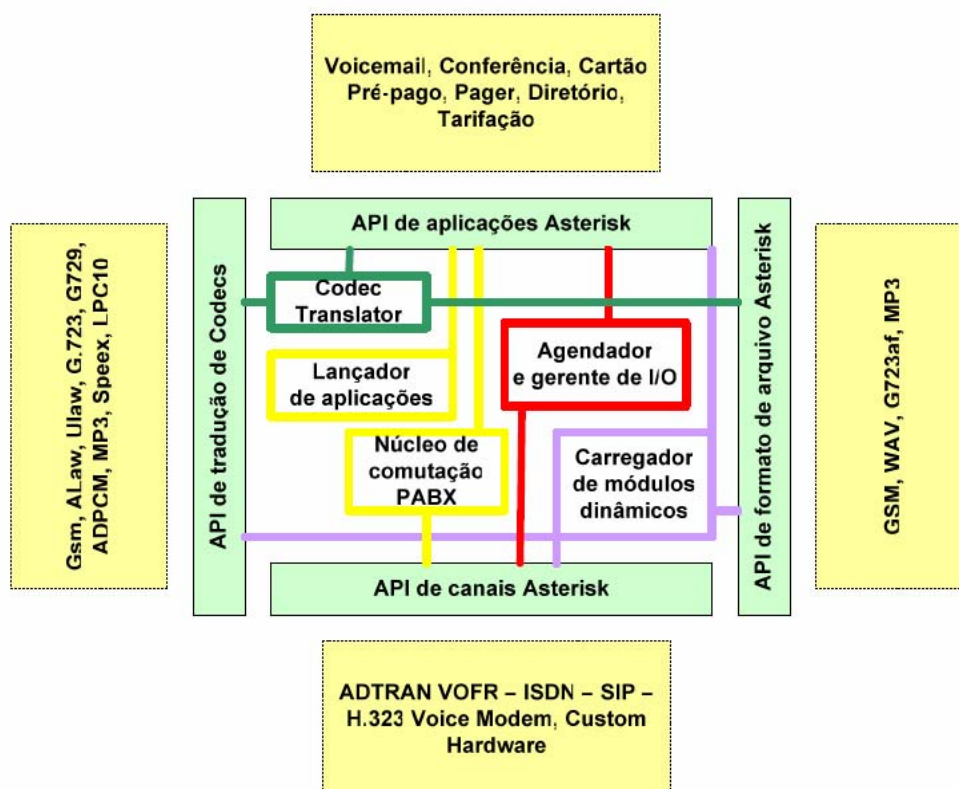 Voicemail, Conferência, Cartão
Pré-pago, Pager, Diretório,
Tarifação
Gsm, ALaw, Ulaw, G.723, G729,
ADPCM, MP3, Speex, LPC10
API de tradução de Codecs
API de aplicações Asterisk
Codec
Translator
Lançador
de aplicações
Agendador
e gerente de I/O
Núcleo de
comutação
PABX
Carregador
de módulos
dinâmicos
API de canais Asterisk
API de formato de arquivo Asterisk
GSM, WAV, G723af, MP3
ADTRAN VOFR – ISDN – SIP –
H.323 Voice Modem, Custom
Hardware